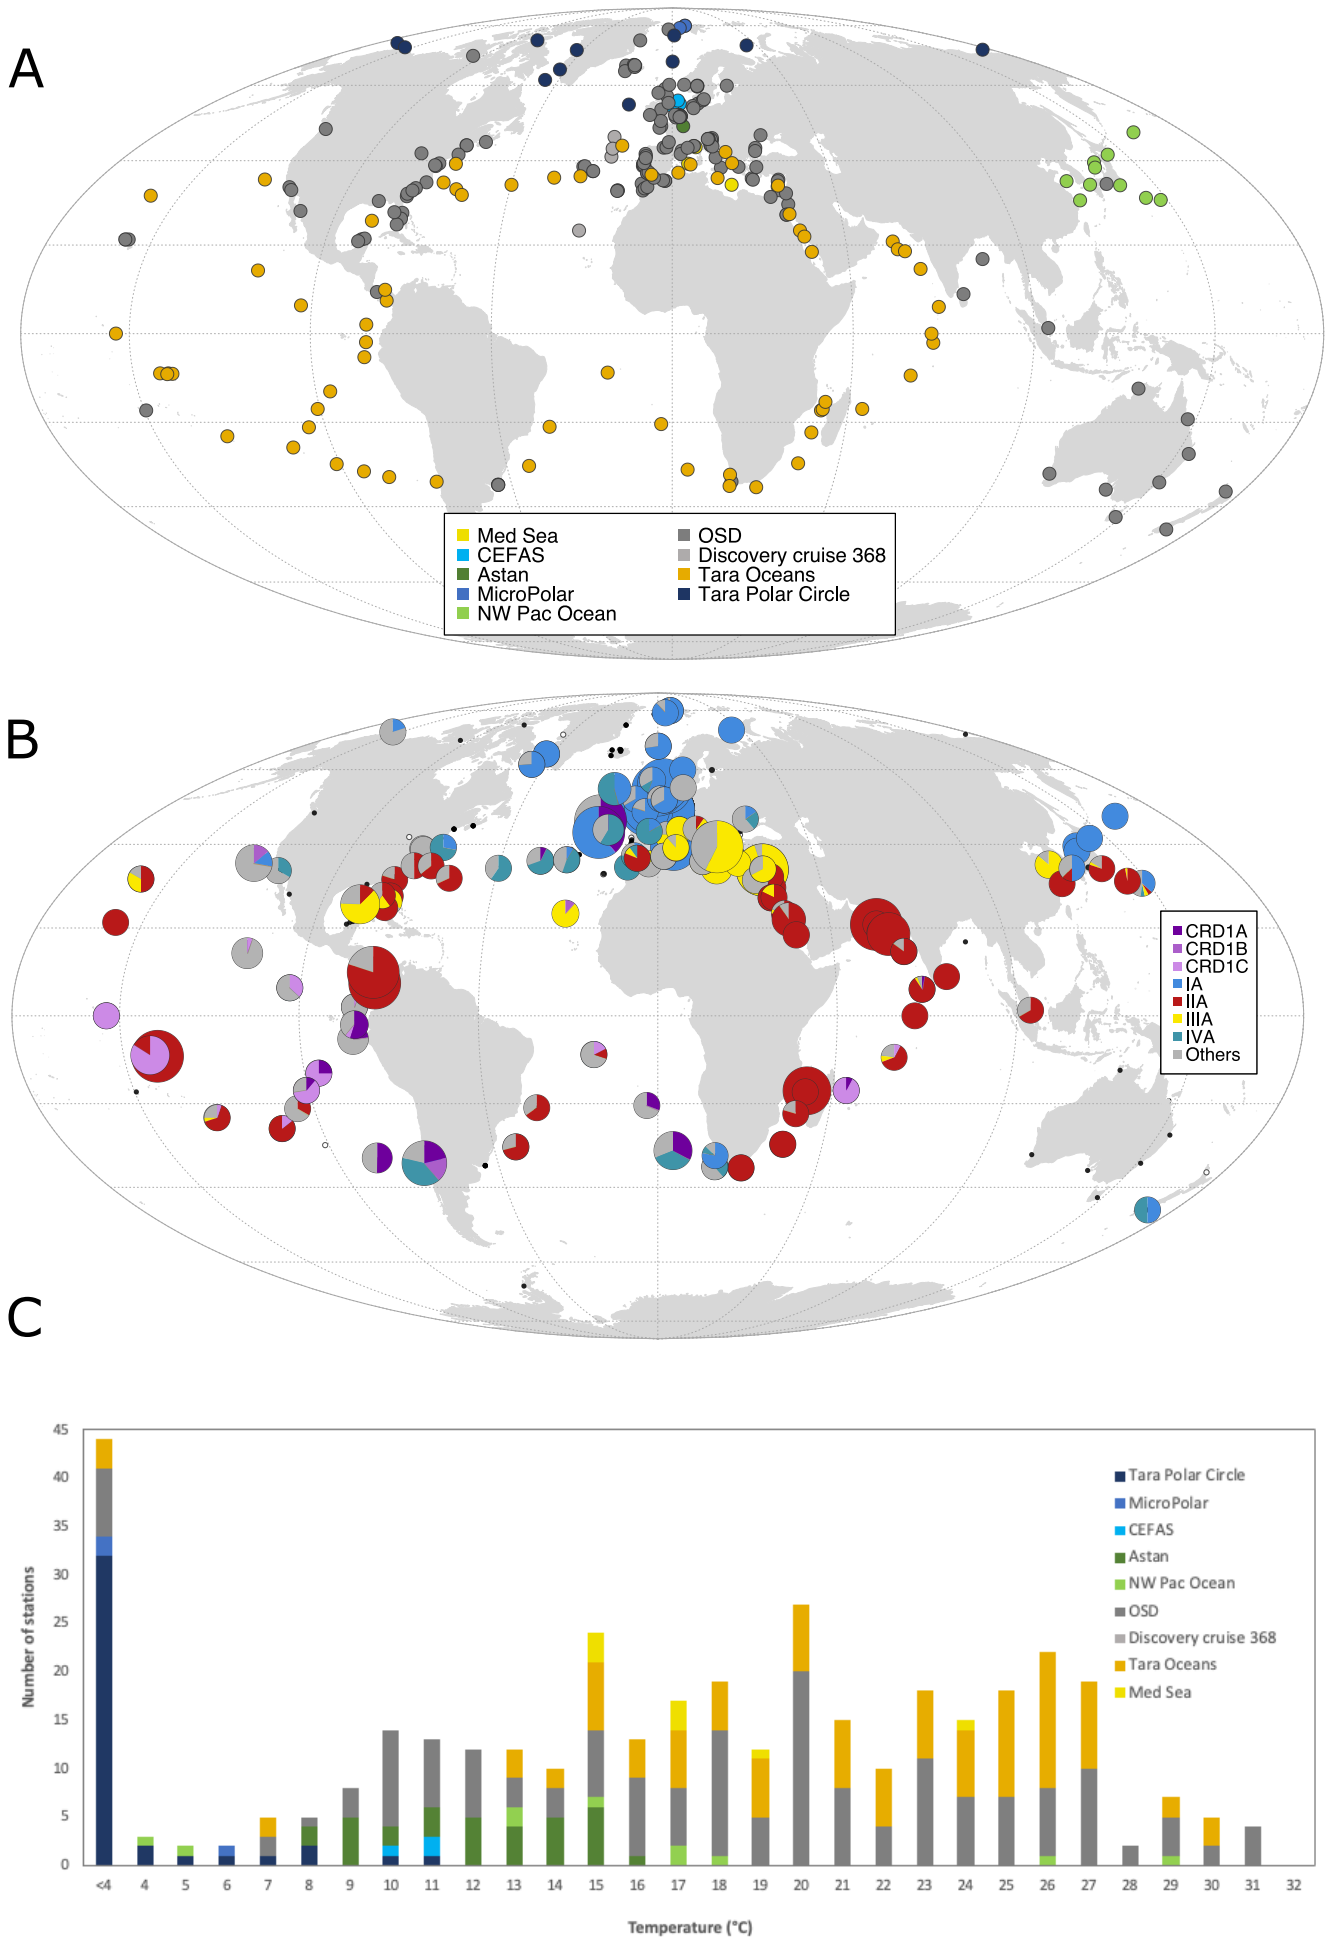 A
Med Sea
CEFAS
Astan
MicroPolar
NW Pac Ocean
OSD
Discovery cruise 368
Tara Oceans
Tara Polar Circle
B
CRD1A
CRD1B
CRD1C
IA
IIA
IIIA
IVA
Others
C
Number of stations
45
40
35
30
25
20
15
10
5
0
Tara Polar Circle
MicroPolar
CEFAS
Astan
NW Pac Ocean
OSD
Discovery cruise 368
Tara Oceans
Med Sea
<4 4 5 6 7 8 9 10 11 12 13 14 15 16 17 18 19 20 21 22 23 24 25 26 27 28 29 30 31 32
Temperature (°C)